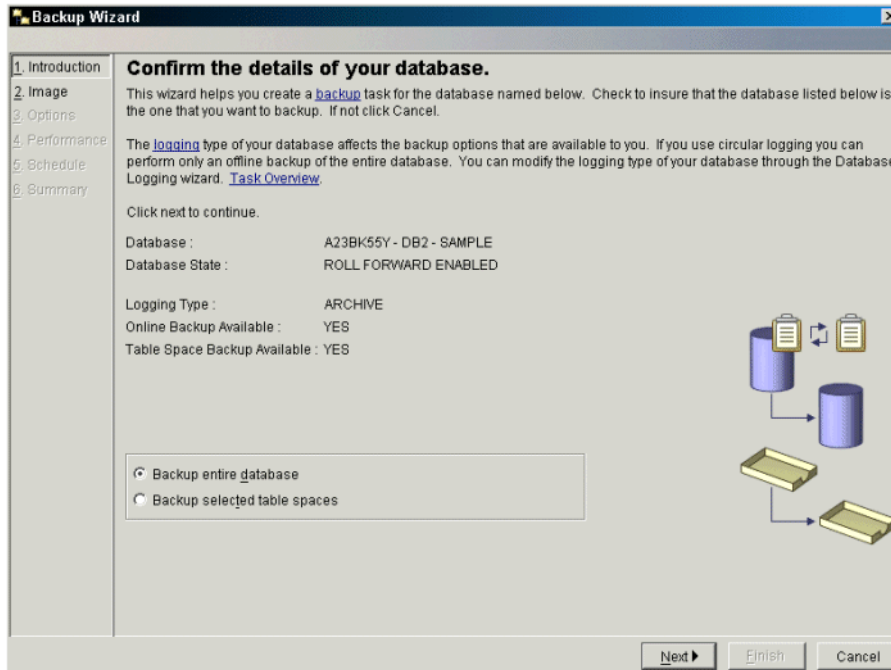 Backup Wizard
1. Introduction
2. Image
3. Options
4. Performance
5. Schedule
6. Summary
Confirm the details of your database.
This wizard helps you create a backup task for the database named below. Check to insure that the database listed below is
the one that you want to backup. If not click Cancel.
The logging type of your database affects the backup options that are available to you. If you use circular logging you can
perform only an offline backup of the entire database. You can modify the logging type of your database through the Database
Logging wizard. Task Overview.
Click next to continue.
Database : A23BK55Y - DB2 - SAMPLE
Database State : ROLL FORWARD ENABLED
Logging Type : ARCHIVE
Online Backup Available : YES
Table Space Backup Available : YES
Backup entire database
Backup selected table spaces
Next
Finish
Cancel